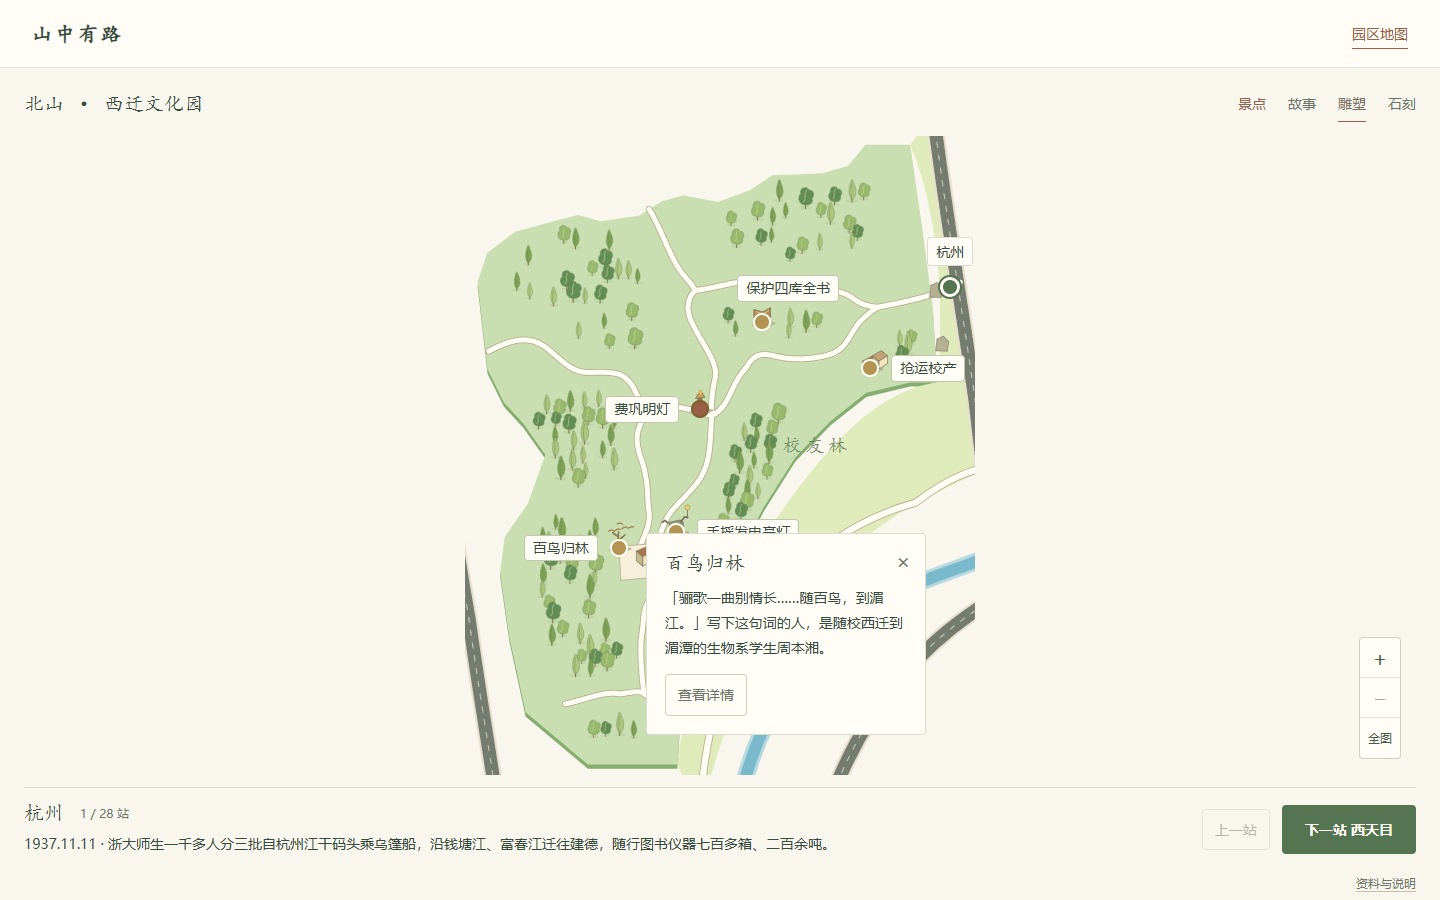 山中有路
园区地图
北山 • 西迁文化园
景点 故事 雕塑 石刻
杭州
保护四库全书
抢运校产
费巩明灯
校友林
手摇发电亮灯
百鸟归林
百鸟归林 ×
「骊歌一曲别情长……随百鸟，到湄
江。」写下这句词的人，是随校西迁到
湄潭的生物系学生周本湘。
查看详情
+
−
全图
杭州 1 / 28 站
1937.11.11 · 浙大师生一千多人分三批自杭州江干码头乘乌篷船，沿钱塘江、富春江迁往建德，随行图书仪器七百多箱、二百余吨。
上一站
下一站 西天目
资料与说明